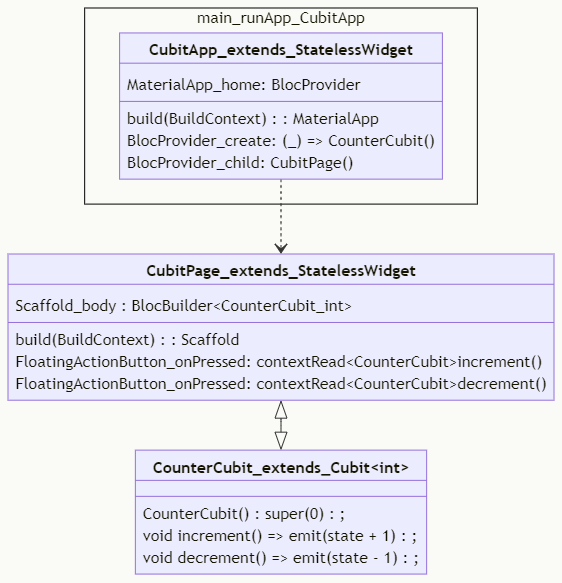 main_runApp_CubitApp
CubitApp_extends_StatelessWidget
MaterialApp_home: BlocProvider
build(BuildContext) : : MaterialApp
BlocProvider_create: (_) => CounterCubit()
BlocProvider_child: CubitPage()
CubitPage_extends_StatelessWidget
Scaffold_body : BlocBuilder<CounterCubit_int>
build(BuildContext) : : Scaffold
FloatingActionButton_onPressed: contextRead<CounterCubit>increment()
FloatingActionButton_onPressed: contextRead<CounterCubit>decrement()
CounterCubit_extends_Cubit<int>
CounterCubit() : super(0) : ;
void increment() => emit(state + 1) : ;
void decrement() => emit(state - 1) : ;